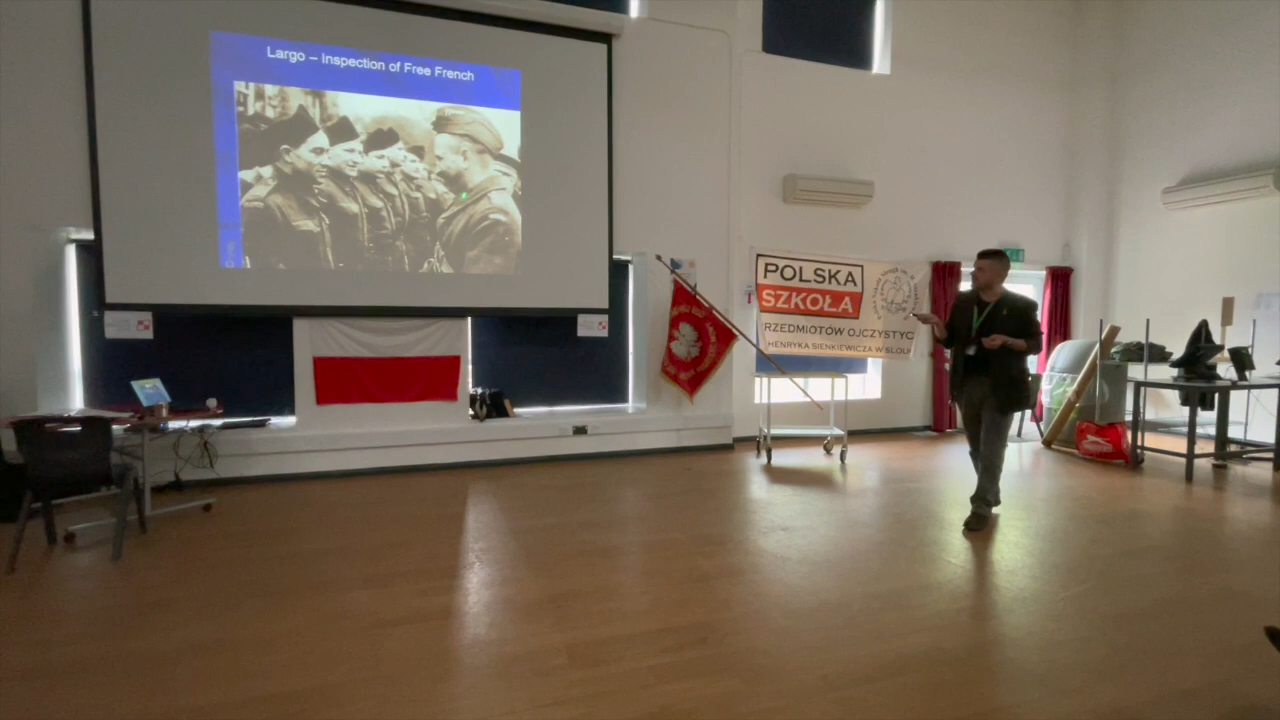 Largo – Inspection of Free French
POLSKA
SZKOŁA
RZEDMIOTÓW OJCZYSTYC
HENRYKA SIENKIEWICZA W SLOU